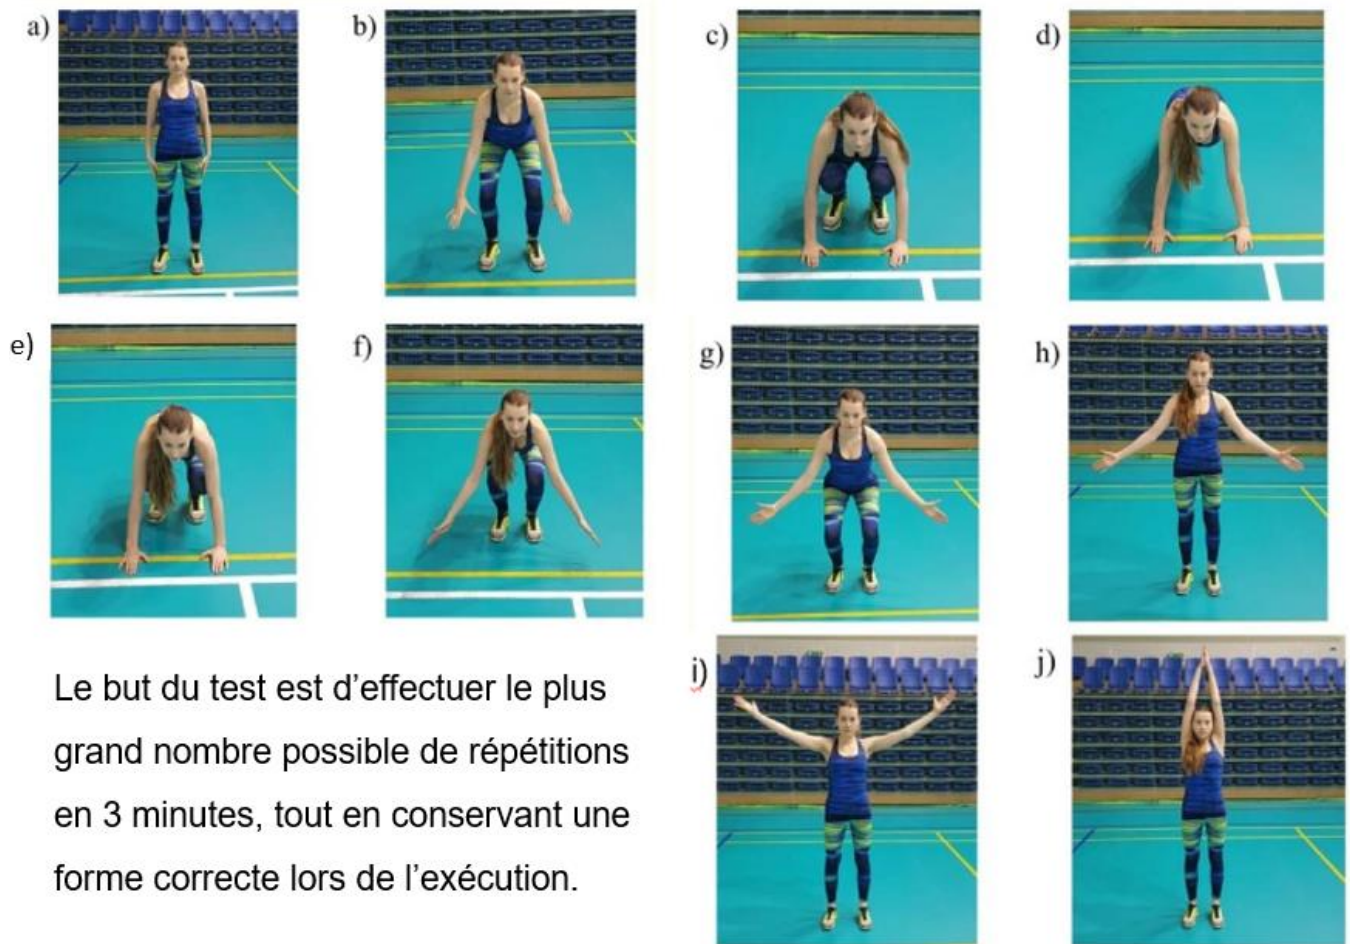 a)
b)
c)
d)
e)
f)
g)
h)
i)
j)
Le but du test est d’effectuer le plus
grand nombre possible de répétitions
en 3 minutes, tout en conservant une
forme correcte lors de l’exécution.